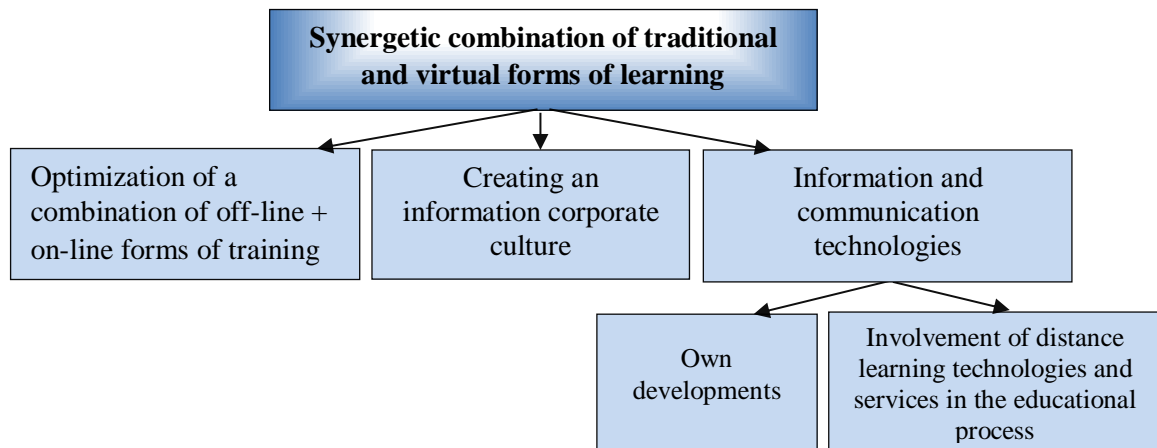 Synergetic combination of traditional
and virtual forms of learning
Optimization of a
combination of off-line +
on-line forms of training
Creating an
information corporate
culture
Information and
communication
technologies
Own
developments
Involvement of distance
learning technologies and
services in the educational
process